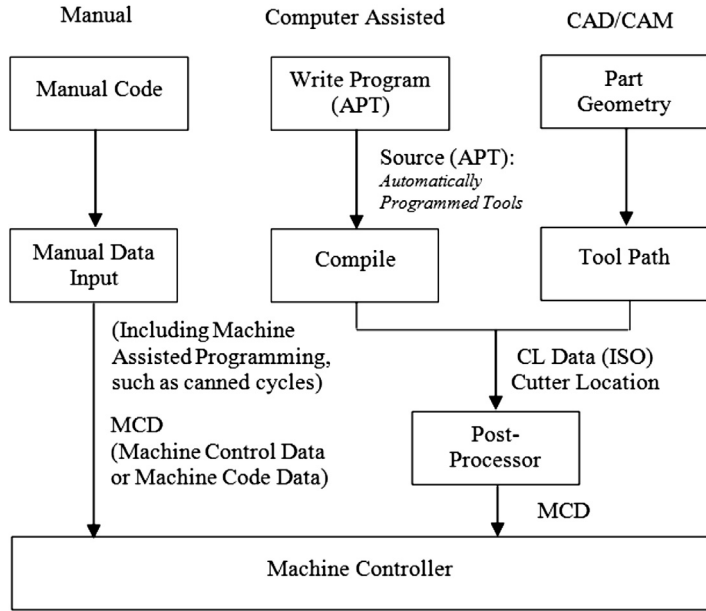 Manual
Computer Assisted
CAD/CAM
Manual Code
Write Program
(APT)
Part
Geometry
Source (APT):
Automatically
Programmed Tools
Manual Data
Input
Compile
Tool Path
(Including Machine
Assisted Programming,
such as canned cycles)
CL Data (ISO)
Cutter Location
MCD
(Machine Control Data
or Machine Code Data)
Post-
Processor
MCD
Machine Controller